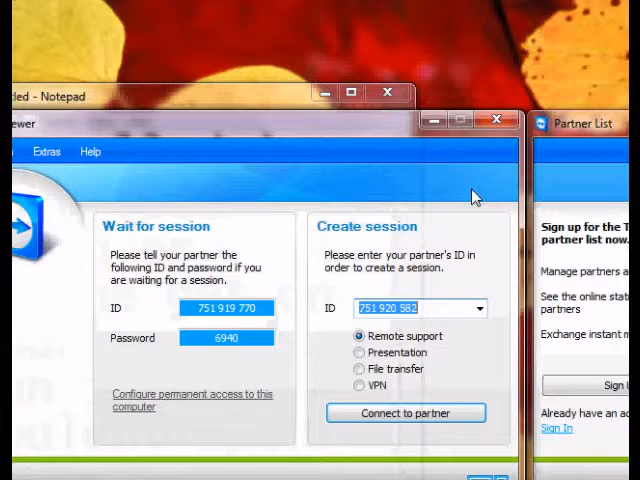 led - Notepad
ewer
Partner List
Extras
Help
Wait for session
Please tell your partner the
following ID and password if you
are waiting for a session.
ID
751 919 770
Password
6940
Configure permanent access to this
computer
Create session
Please enter your partner's ID in
order to create a session.
ID
751 920 582
Remote support
Presentation
File transfer
VPN
Connect to partner
Sign up for the T
partner list now.
Manage partners a
See the online stat
partners
Exchange instant m
Sign U
Already have an ac
Sign In